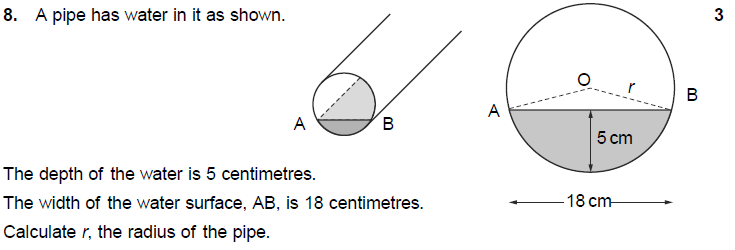 8. A pipe has water in it as shown. 3
A B
O r
A B
5 cm
18 cm
The depth of the water is 5 centimetres.
The width of the water surface, AB, is 18 centimetres.
Calculate r, the radius of the pipe.